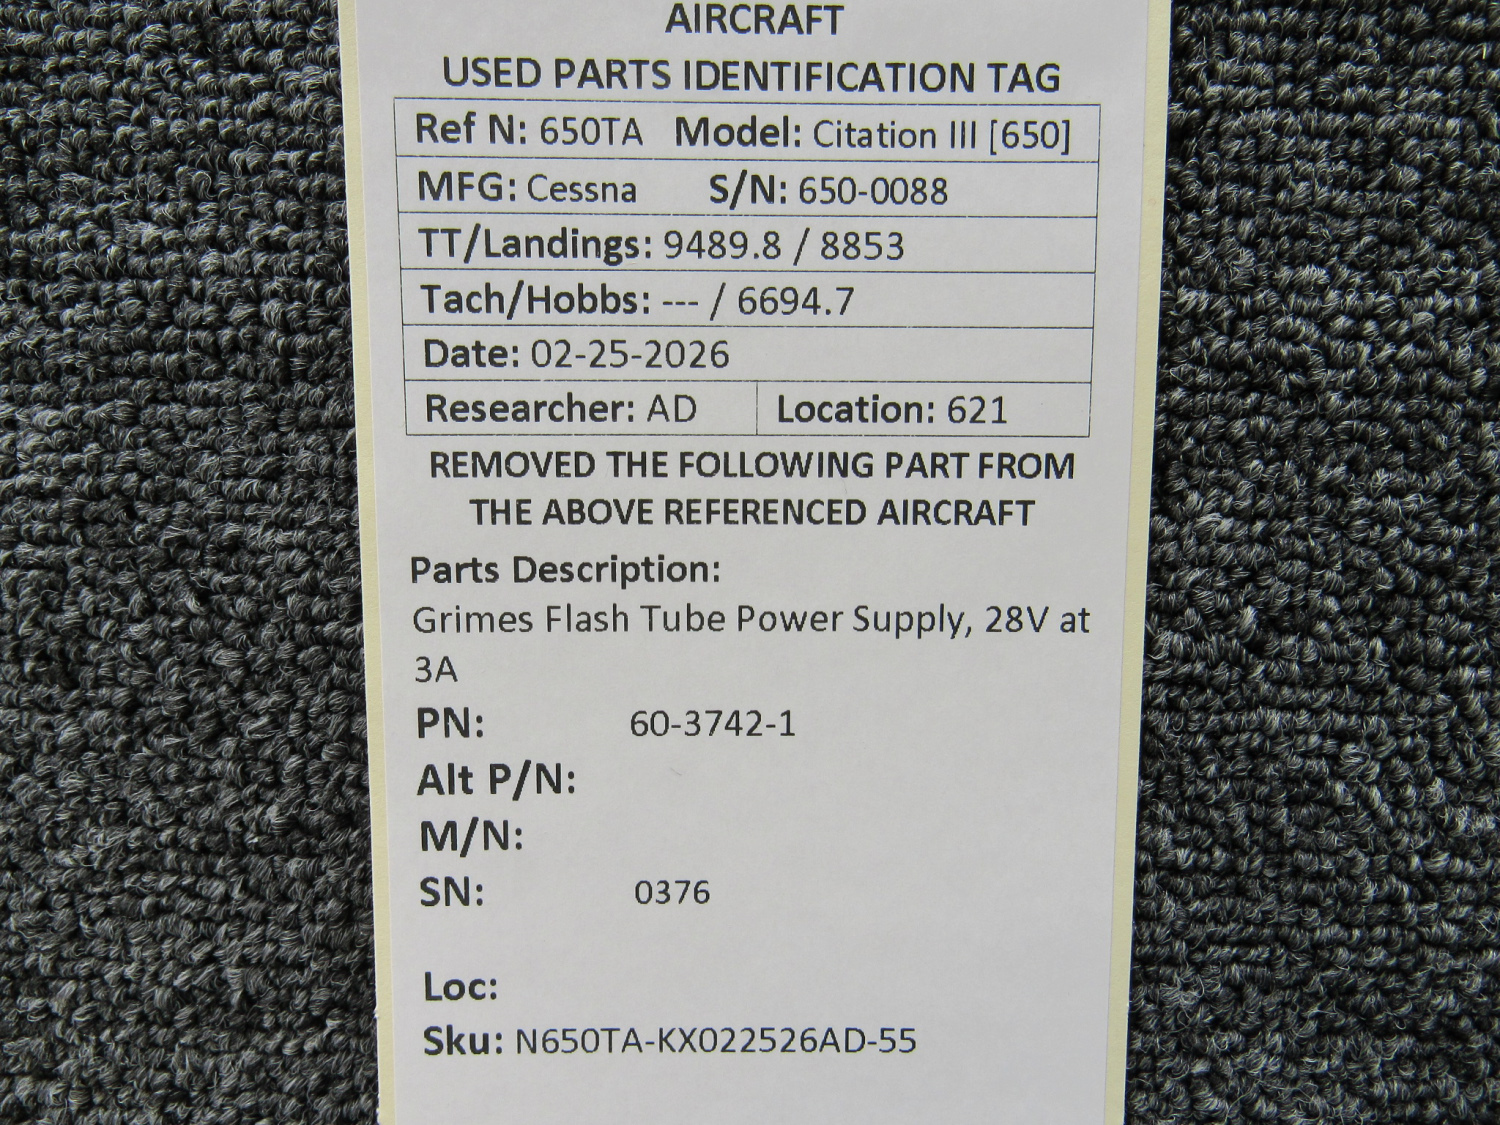 AIRCRAFT
USED PARTS IDENTIFICATION TAG
Ref N: 650TA Model: Citation III [650]
MFG: Cessna S/N: 650-0088
TT/Landings: 9489.8 / 8853
Tach/Hobbs: --- / 6694.7
Date: 02-25-2026
Researcher: AD Location: 621
REMOVED THE FOLLOWING PART FROM
THE ABOVE REFERENCED AIRCRAFT
Parts Description:
Grimes Flash Tube Power Supply, 28V at
3A
PN: 60-3742-1
Alt P/N:
M/N:
SN: 0376
Loc:
Sku: N650TA-KX022526AD-55